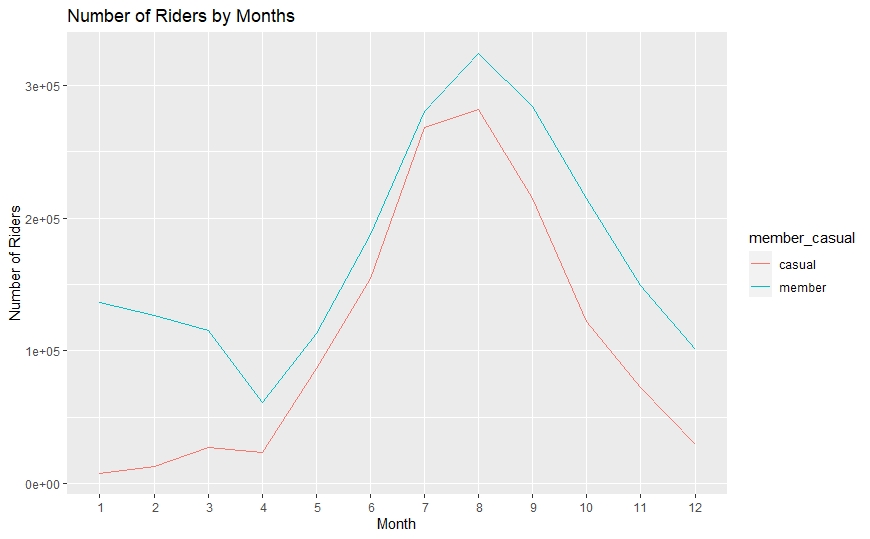 Number of Riders by Months
Number of Riders
3e+05
2e+05
1e+05
0e+00
1 2 3 4 5 6 7 8 9 10 11 12
Month
member_casual
casual
member